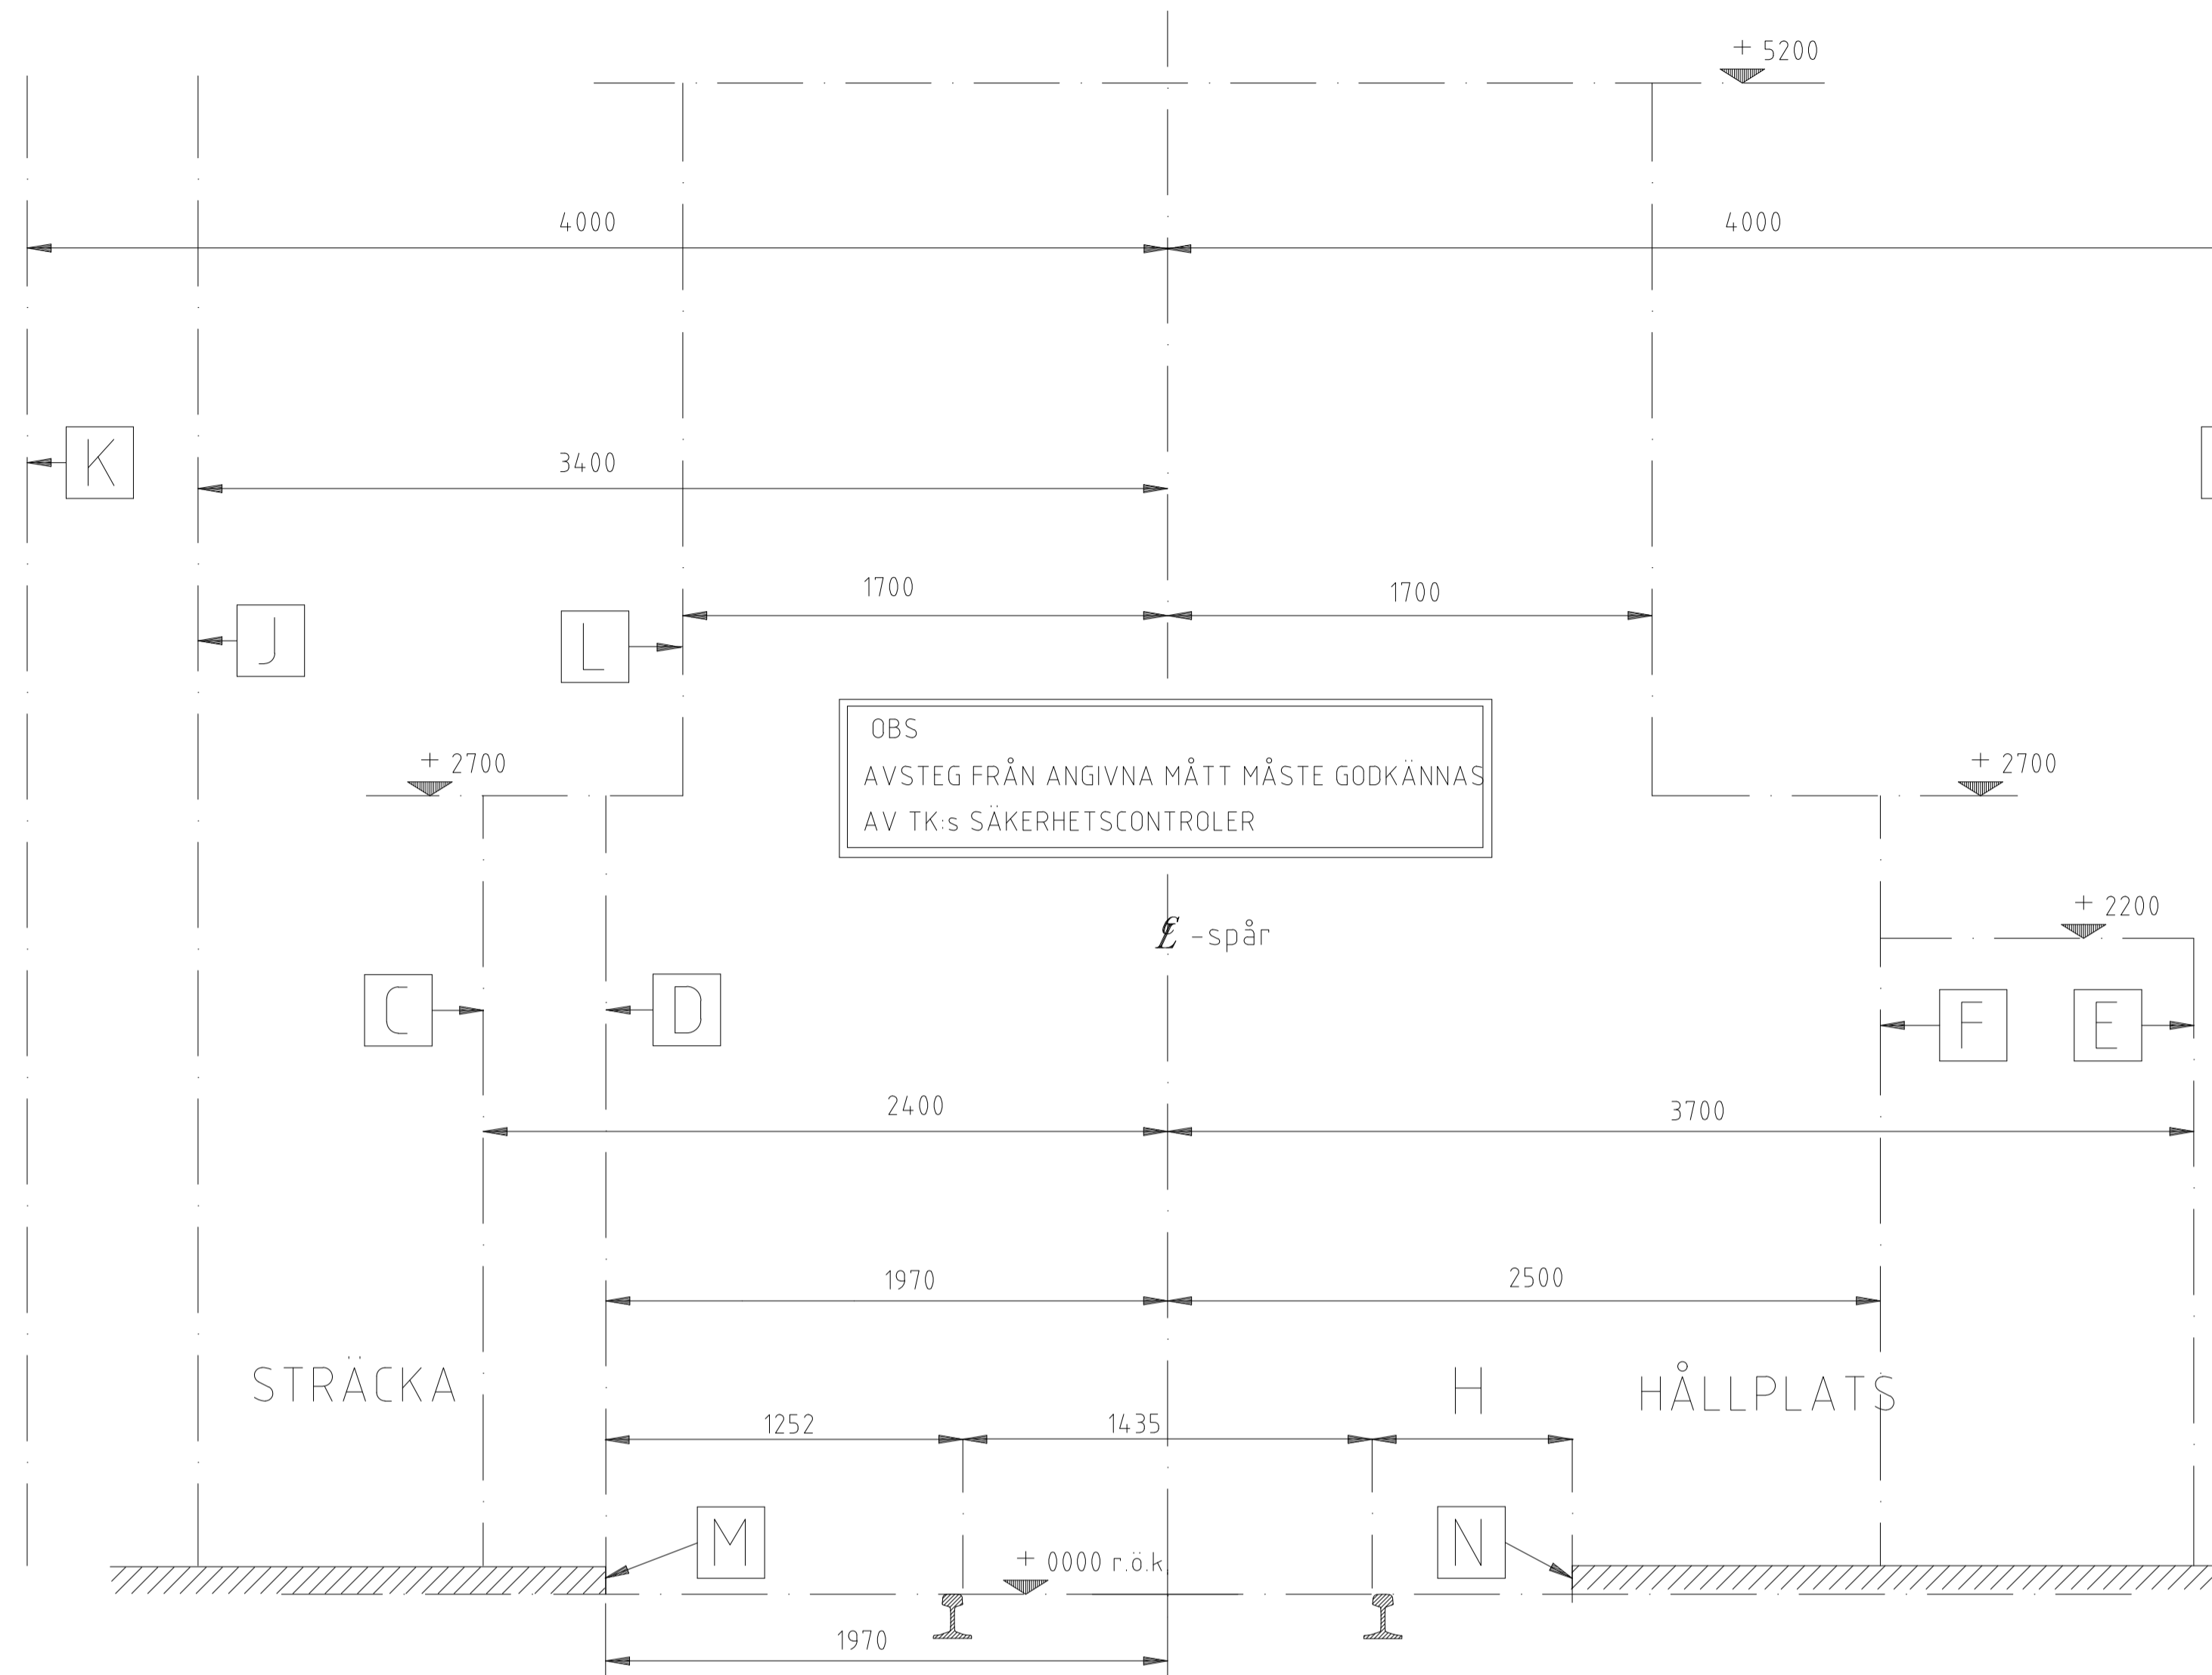 + 5200
4000
4000
K
3400
1700
1700
J
L
OBS
AVSTEG FRÅN ANGIVNA MÅTT MÅSTE GODKÄNNAS
AV TK:s SÄKERHETSCONTROLER
+ 2700
+ 2700
+ 2200
℄ -spår
C
D
F
E
2400
3700
1970
2500
STRÄCKA
H
HÅLLPLATS
1252
1435
M
N
+ 0000 r.ö.k
1970